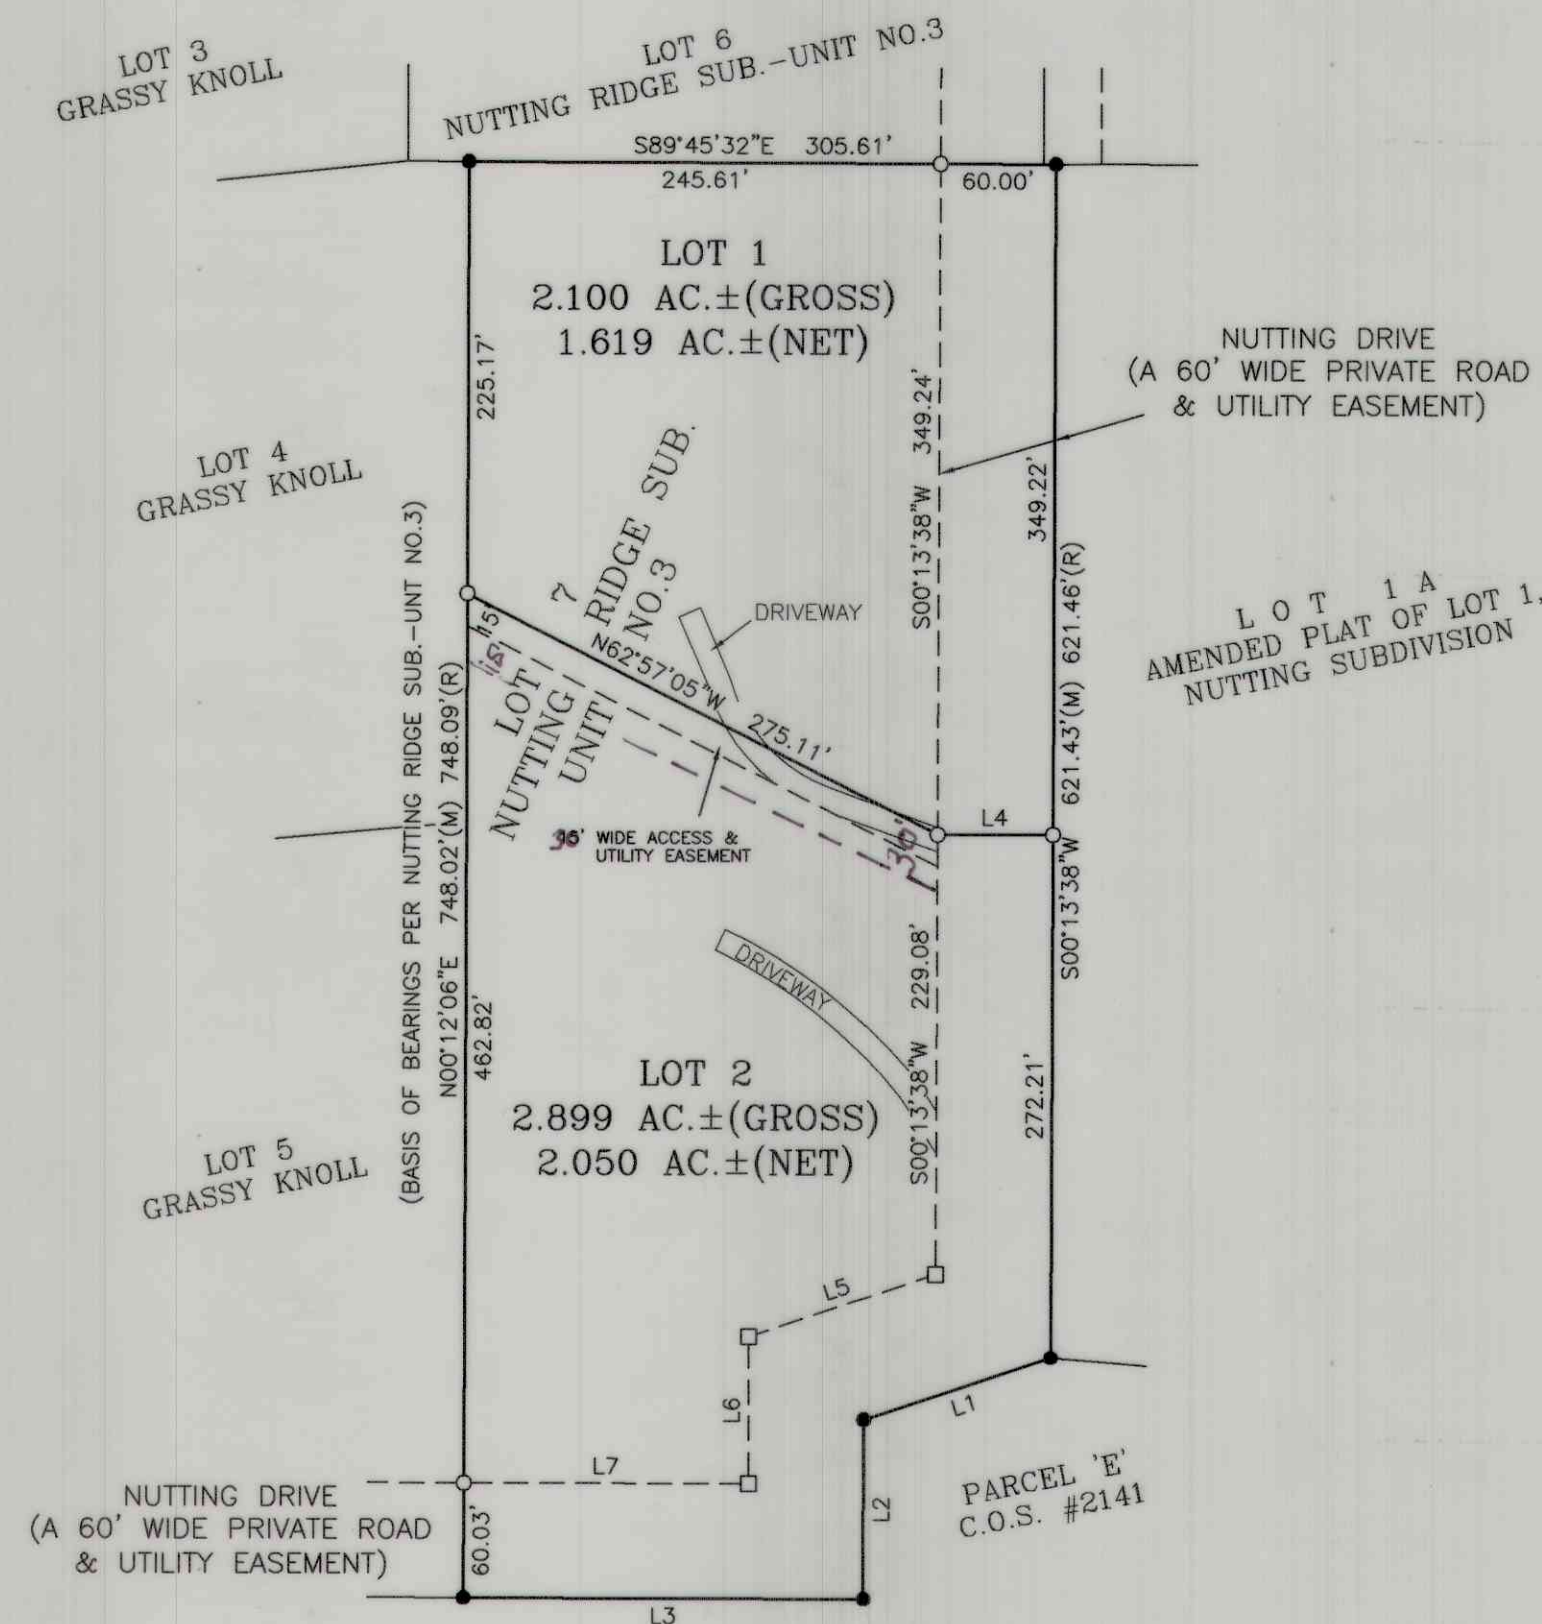 LOT 3
GRASSY KNOLL
LOT 6
NUTTING RIDGE SUB.-UNIT NO.3
S89°45'32"E 305.61'
245.61'
60.00'
LOT 1
2.100 AC.±(GROSS)
1.619 AC.±(NET)
225.17'
NUTTING DRIVE
(A 60' WIDE PRIVATE ROAD
& UTILITY EASEMENT)
S00°13'38"W 349.24'
349.22'
LOT 4
GRASSY KNOLL
(BASIS OF BEARINGS PER NUTTING RIDGE SUB.-UNT NO.3)
N00°12'06"E 748.02'(M) 748.09'(R)
462.82'
LOT 7
NUTTING RIDGE SUB.
UNIT NO.3
DRIVEWAY
N62°57'05"W 275.11'
15'
WIDE ACCESS &
UTILITY EASEMENT
30'
L4
621.43'(M) 621.46'(R)
S00°13'38"W
LOT 1A
AMENDED PLAT OF LOT 1,
NUTTING SUBDIVISION
DRIVEWAY
S00°13'38"W 229.08'
272.21'
LOT 2
2.899 AC.±(GROSS)
2.050 AC.±(NET)
LOT 5
GRASSY KNOLL
L5
L6
L7
L1
L2
L3
PARCEL 'E'
C.O.S. #2141
NUTTING DRIVE
(A 60' WIDE PRIVATE ROAD
& UTILITY EASEMENT)
60.03'